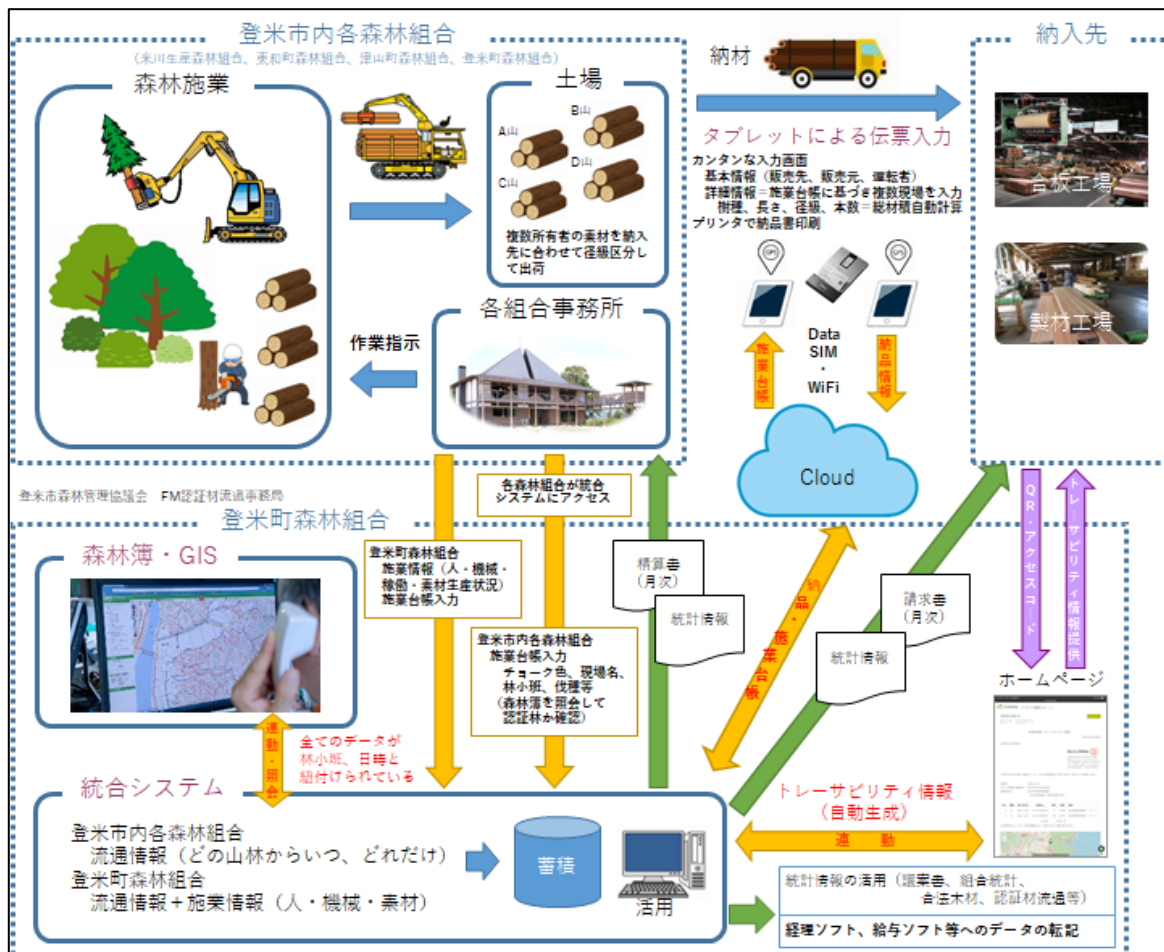 登米市内各森林組合
（米川生産森林組合、東和町森林組合、津山町森林組合、登米町森林組合）
森林施業
土場
A山
B山
C山
D山
複数所有者の素材を納入
先に合わせて径級区分し
て出荷
各組合事務所
作業指示
納材
タブレットによる伝票入力
カンタンな入力画面
基本情報（販売先、販売元、運転者）
詳細情報＝施業台帳に基づき複数現場を入力
樹種、長さ、径級、本数＝総材積自動計算
プリンタで納品書印刷
納入先
合板工場
製材工場
施業台帳
Data
SIM
・
WiFi
納品情報
Cloud
登米市森林管理協議会　FM認証材流通事務局
登米町森林組合
森林簿・GIS
各森林組合が統合
システムにアクセス
登米町森林組合
施業情報（人・機械・
稼働・素材生産状況）
施業台帳入力
登米市内各森林組合
施業台帳入力
チョーク色、現場名、
林小班、伐種等
（森林簿を照会して
認証林か確認）
精算書
（月次）
統計情報
納品・施業台帳
請求書
（月次）
統計情報
QR・アクセスコード
トレーサビリティ情報提供
ホームページ
連動・照会
全てのデータが
林小班、日時と
紐付けられている
統合システム
登米市内各森林組合
流通情報（どの山林からいつ、どれだけ）
登米町森林組合
流通情報＋施業情報（人・機械・素材）
蓄積
活用
トレーサビリティ情報
（自動生成）
連　動
統計情報の活用（議案書、組合統計、
合法木材、認証材流通等）
経理ソフト、給与ソフト等へのデータの転記